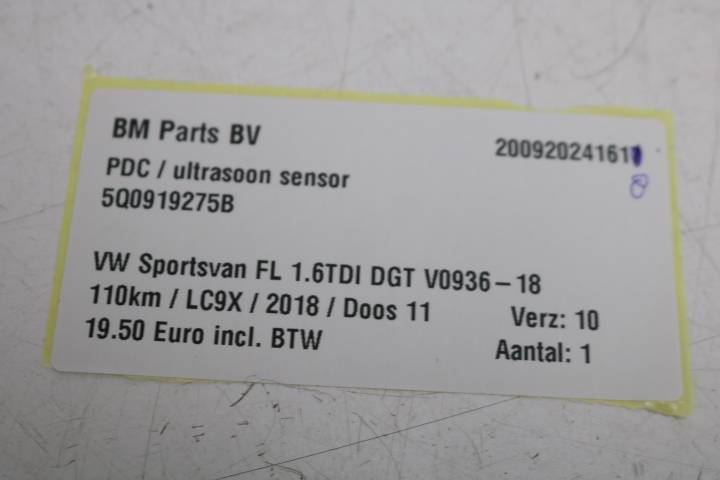 BM Parts BV
20092024161
PDC / ultrasoon sensor
8
5Q0919275B
VW Sportsvan FL 1.6TDI DGT V0936-18
110km / LC9X / 2018 / Doos 11
Verz: 10
19.50 Euro incl. BTW
Aantal: 1